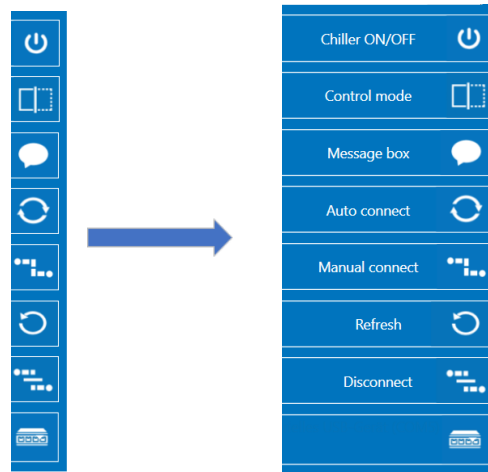 Chiller ON/OFF
Control mode
Message box
Auto connect
Manual connect
Refresh
Disconnect